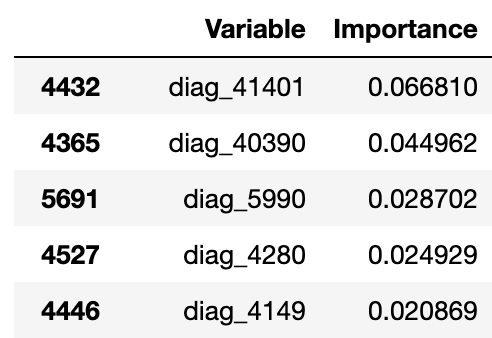 Variable Importance
4432 diag_41401 0.066810
4365 diag_40390 0.044962
5691 diag_5990 0.028702
4527 diag_4280 0.024929
4446 diag_4149 0.020869